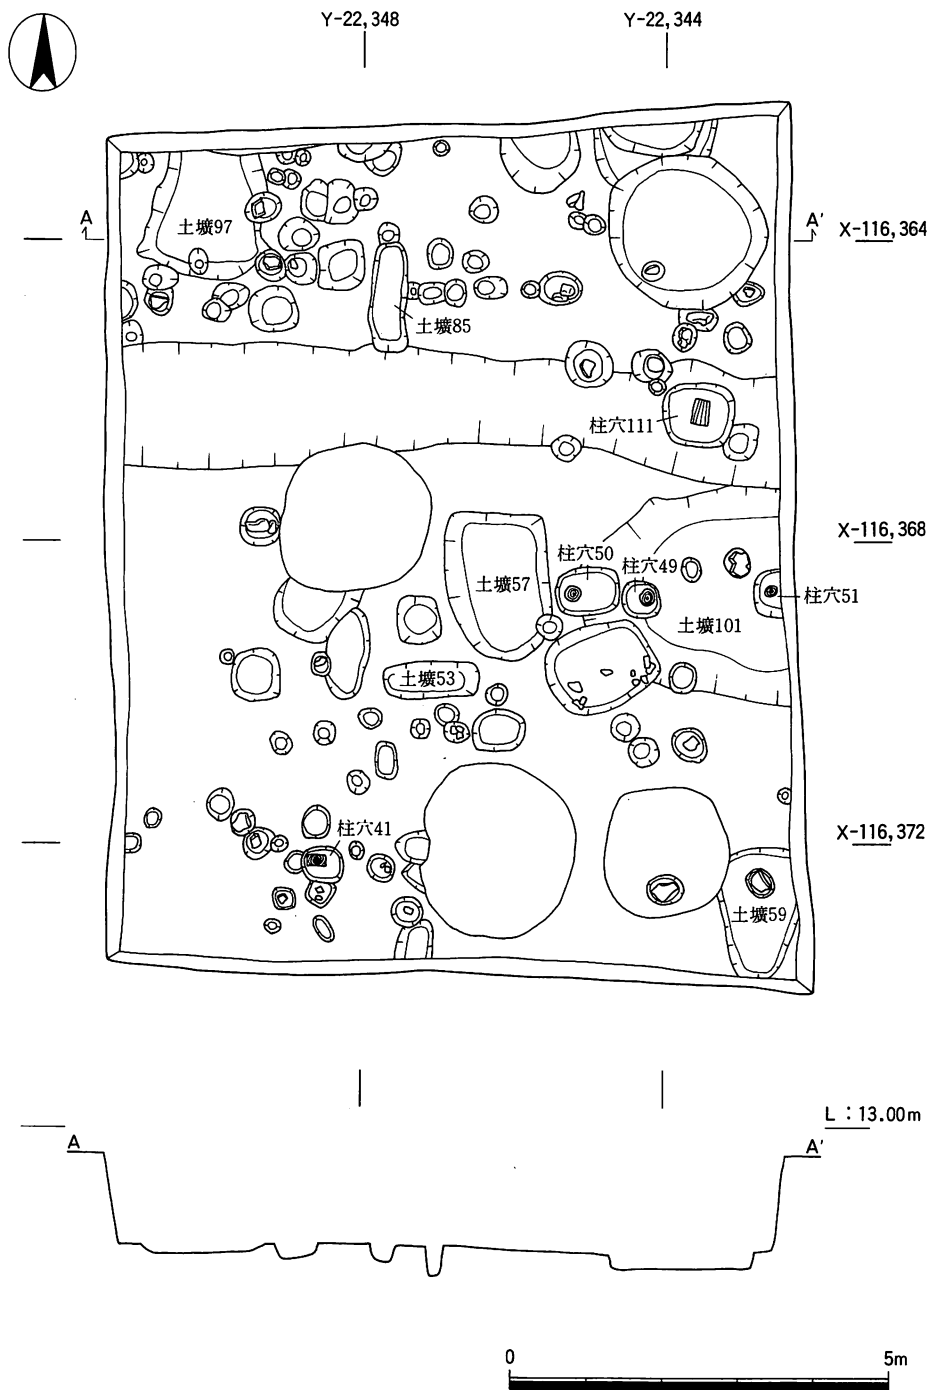 Y-22,348
Y-22,344
A
A'
X-116,364
土壙97
土壙85
柱穴111
X-116,368
柱穴50
柱穴49
土壙57
柱穴51
土壙101
土壙53
X-116,372
柱穴41
土壙59
L：13.00m
A
A'
0
5m